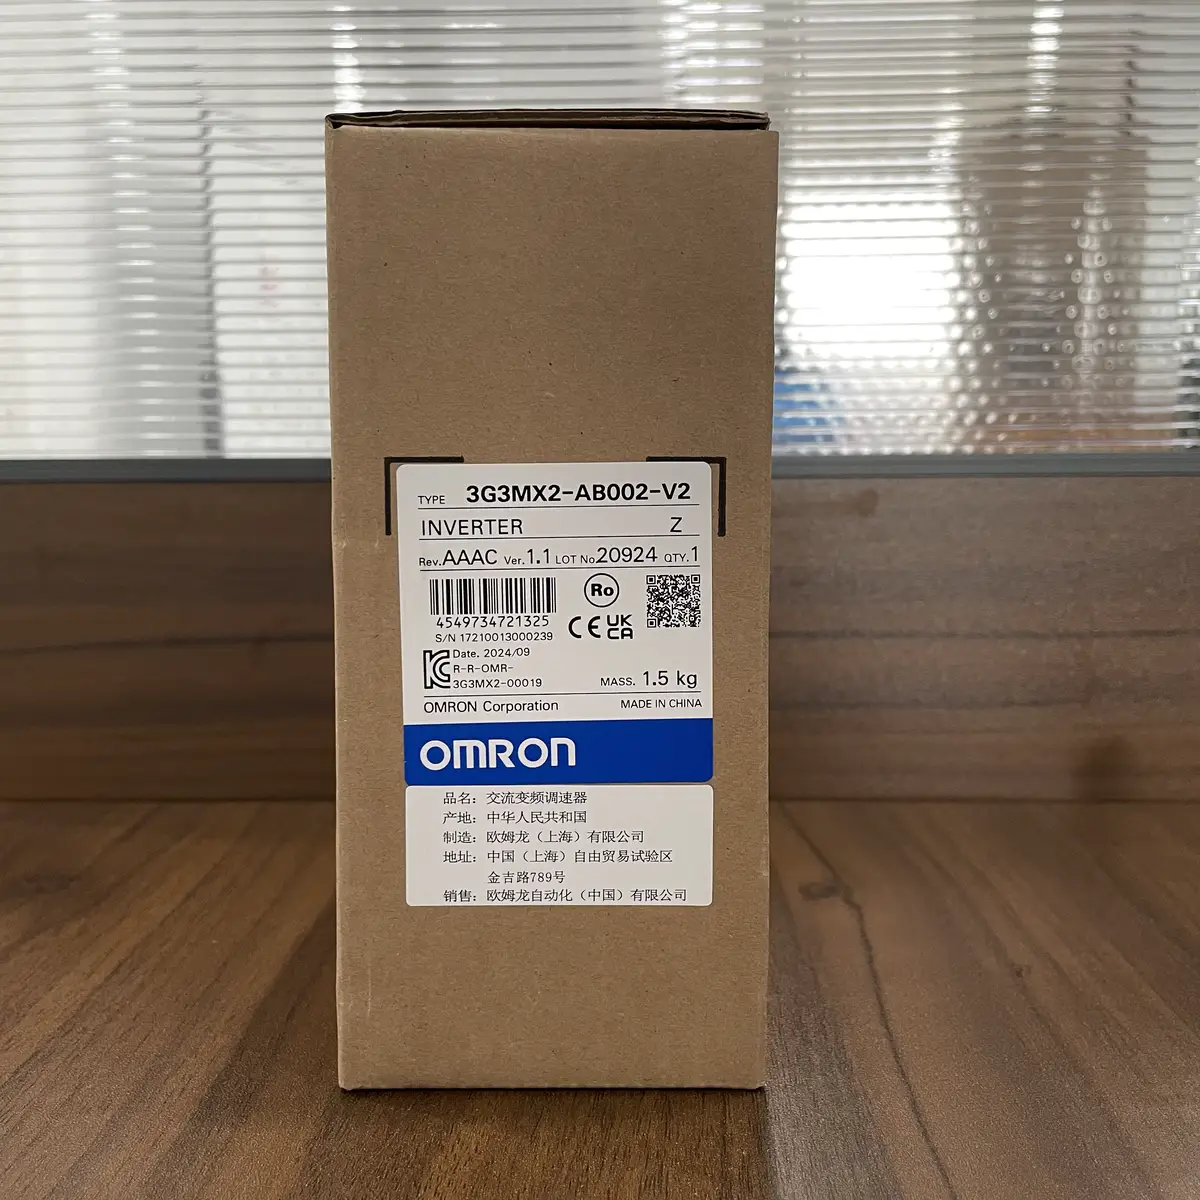 TYPE 3G3MX2-AB002-V2
INVERTER Z
Rev.AAAC Ver.1.1 LOT No.20924 QTY.1
Ro
4549734721325
CE UK CA
S/N 17210013000239
KC Date. 2024/09
R-R-OMR-
3G3MX2-00019
MASS. 1.5 kg
OMRON Corporation MADE IN CHINA
OMRON
品名：交流变频调速器
产地：中华人民共和国
制造：欧姆龙（上海）有限公司
地址：中国（上海）自由贸易试验区
金吉路789号
销售：欧姆龙自动化（中国）有限公司